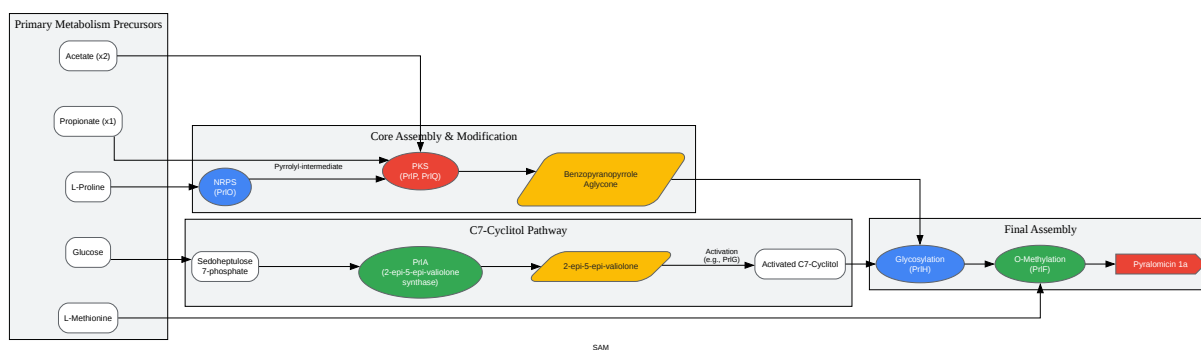 Primary Metabolism Precursors
Acetate (x2)
Propionate (x1)
L-Proline
Glucose
L-Methionine
Core Assembly & Modification
NRPS
(PrlO)
Pyrrolyl-intermediate
PKS
(PrlP, PrlQ)
Benzopyranopyrrole
Aglycone
C7-Cyclitol Pathway
Sedoheptulose
7-phosphate
PrlA
(2-epi-5-epi-valiolone
synthase)
2-epi-5-epi-valiolone
Activation
(e.g., PrlG)
Activated C7-Cyclitol
Final Assembly
Glycosylation
(PrlH)
O-Methylation
(PrlF)
Pyralomicin 1a
SAM